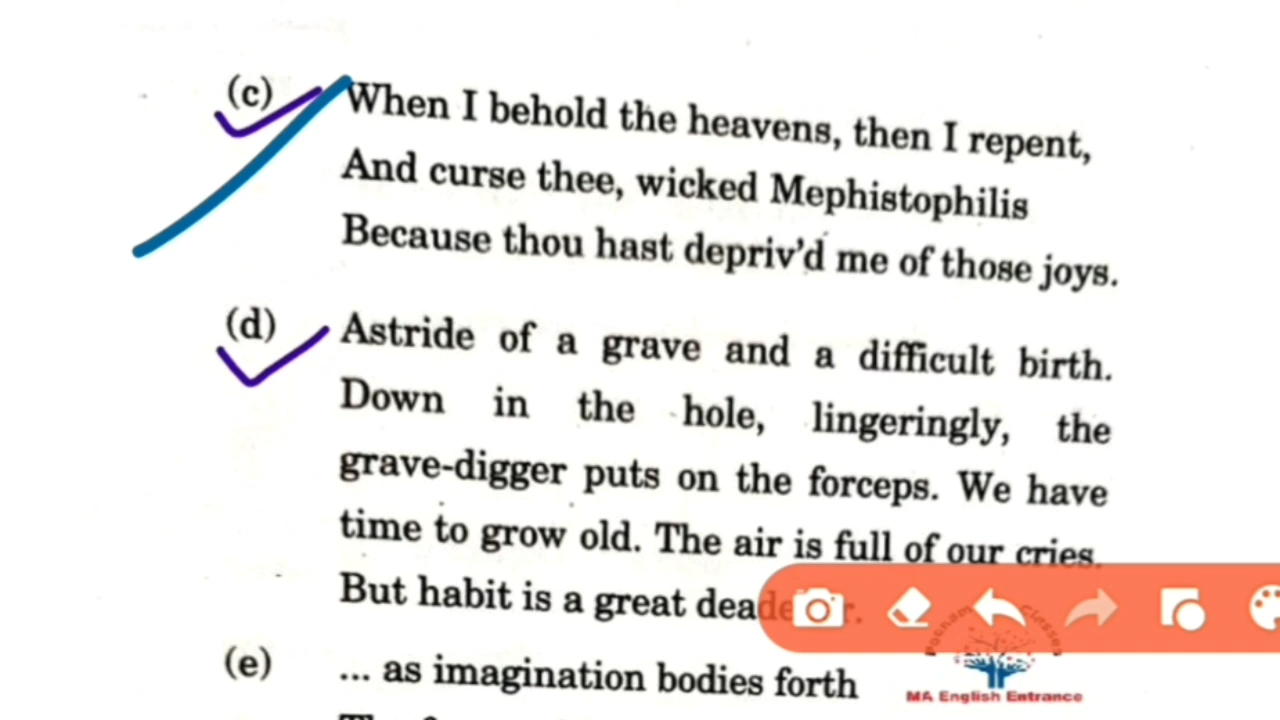 (c) When I behold the heavens, then I repent,
And curse thee, wicked Mephistophilis
Because thou hast depriv'd me of those joys.
(d) Astride of a grave and a difficult birth.
Down in the hole, lingeringly, the
grave-digger puts on the forceps. We have
time to grow old. The air is full of our cries.
But habit is a great
(e) ... as imagination bodies forth
Classes
MA English Entrance